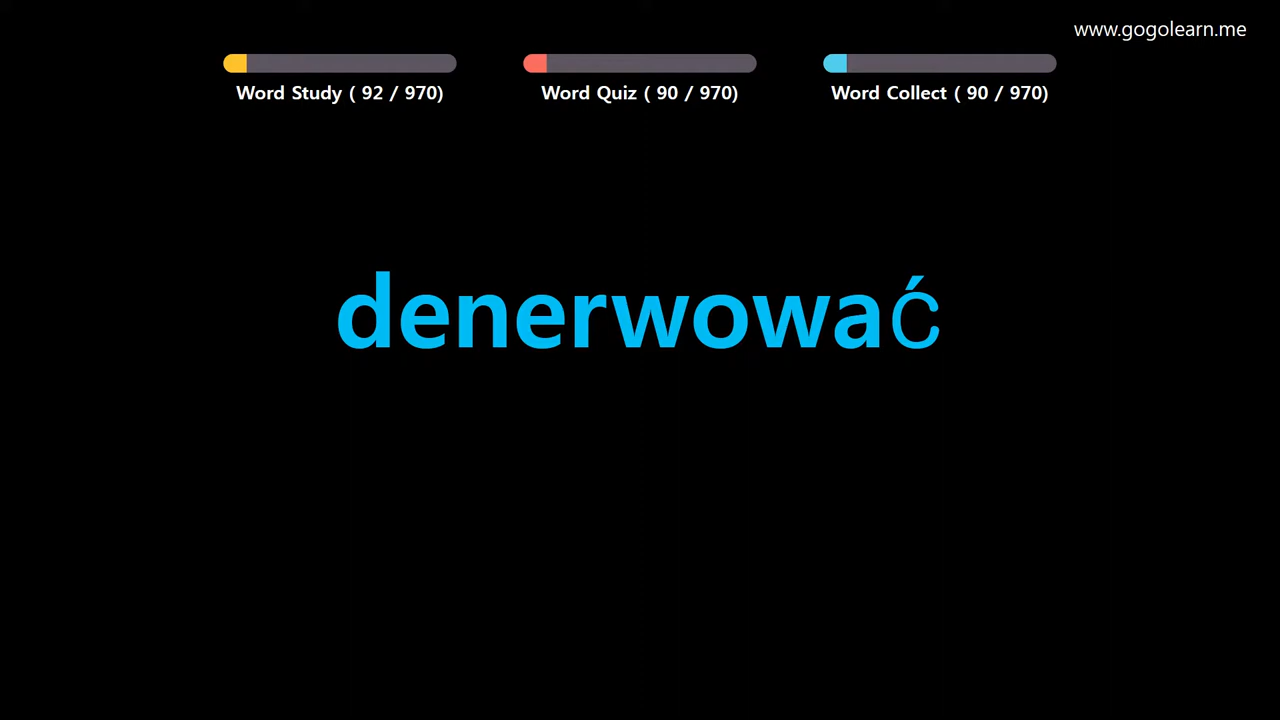 www.gogolearn.me
Word Study ( 92 / 970)
Word Quiz ( 90 / 970)
Word Collect ( 90 / 970)
denerwować